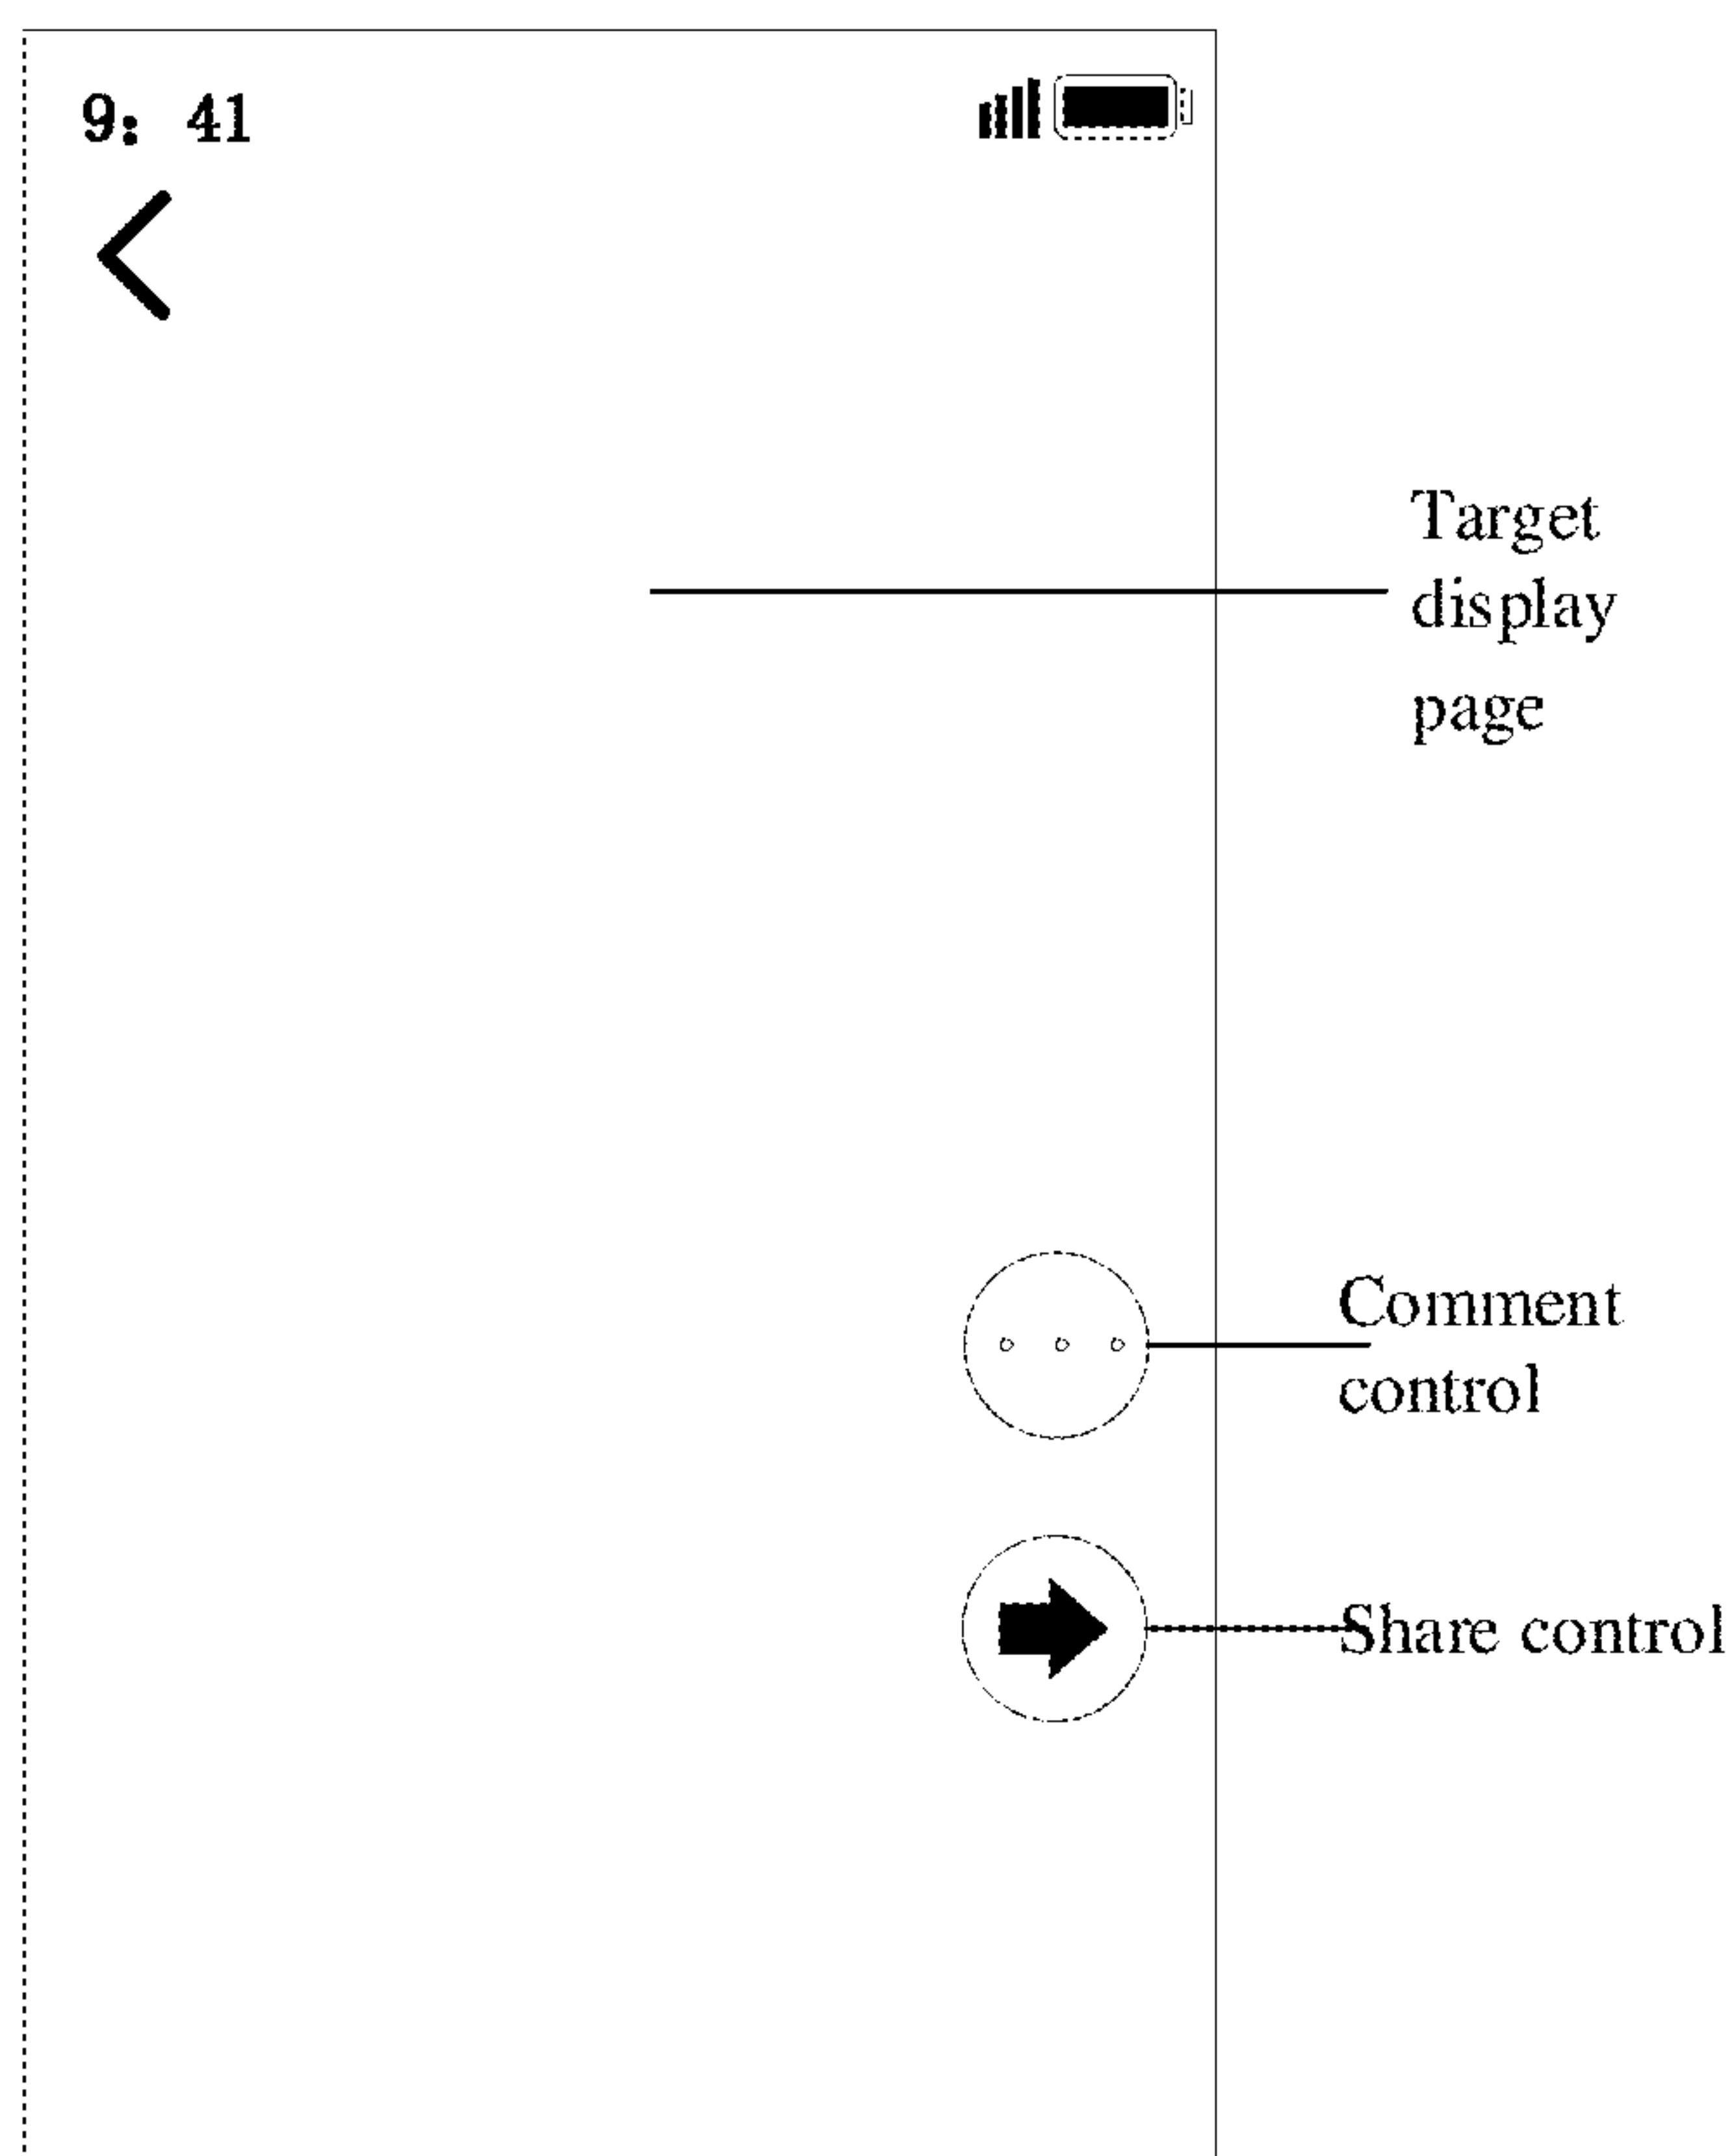 9: 41
Target
display
page
Comment
control
Share control